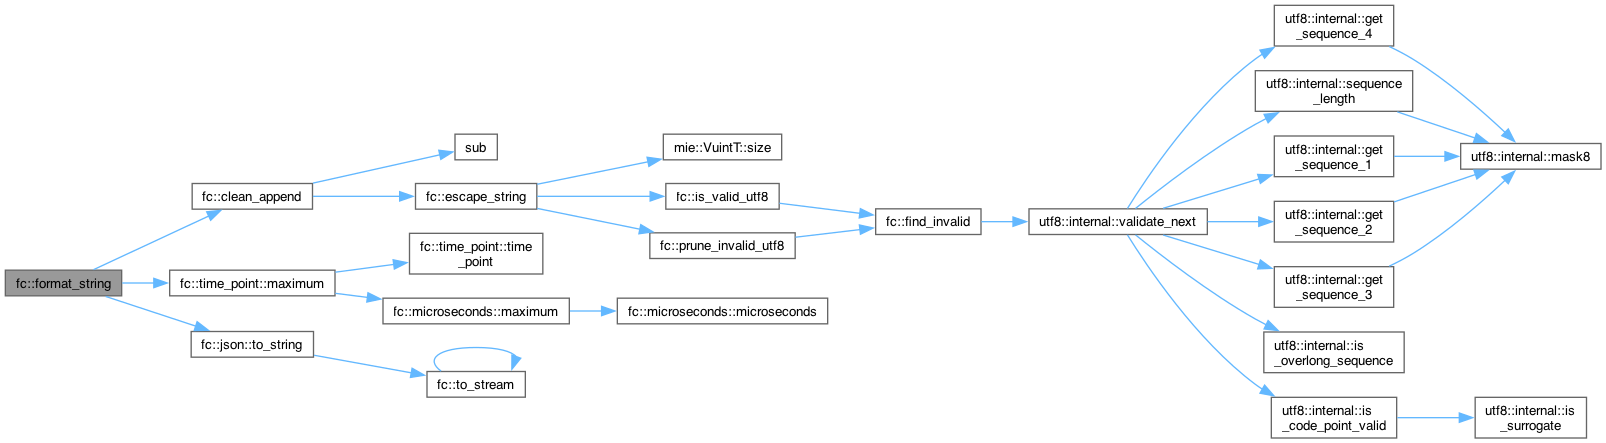 fc::format_string
fc::clean_append
fc::time_point::maximum
fc::json::to_string
sub
fc::escape_string
fc::time_point::time
_point
fc::microseconds::maximum
fc::to_stream
mie::VuintT::size
fc::is_valid_utf8
fc::prune_invalid_utf8
fc::microseconds::microseconds
fc::find_invalid
utf8::internal::validate_next
utf8::internal::get
_sequence_4
utf8::internal::sequence
_length
utf8::internal::get
_sequence_1
utf8::internal::get
_sequence_2
utf8::internal::get
_sequence_3
utf8::internal::is
_overlong_sequence
utf8::internal::is
_code_point_valid
utf8::internal::mask8
utf8::internal::is
_surrogate